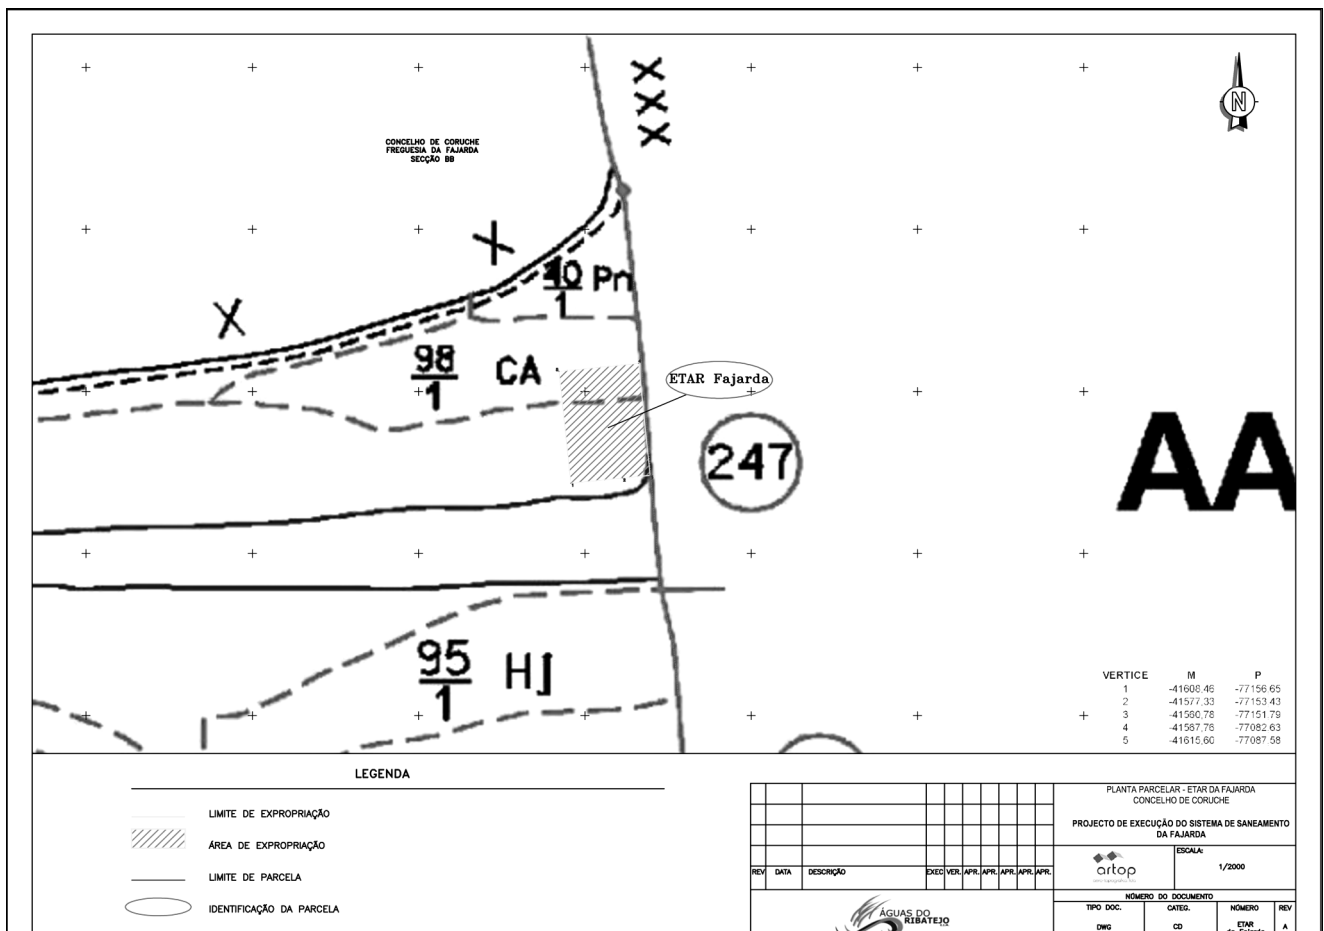 XXX
N
CONCELHO DE CORUCHE
FREGUESIA DA FAJARDA
SECÇÃO BB
X
40 Pn
1
X
98 CA
1
ETAR Fajarda
247
AA
95 HJ
1
VERTICE M P
1 -41608,46 -77156.65
2 -41577,33 -77153.43
3 -41560,78 -77151.79
4 -41567,76 -77082.63
5 -41615,60 -77087.58
LEGENDA
LIMITE DE EXPROPRIAÇÃO
ÁREA DE EXPROPRIAÇÃO
LIMITE DE PARCELA
IDENTIFICAÇÃO DA PARCELA
PLANTA PARCELAR - ETAR DA FAJARDA
CONCELHO DE CORUCHE
PROJECTO DE EXECUÇÃO DO SISTEMA DE SANEAMENTO
DA FAJARDA
ESCALA:
artop
1/2000
REV DATA DESCRIÇÃO EXEC VER. APR. APR. APR. APR. APR.
NÚMERO DO DOCUMENTO
TIPO DOC. CATEG. NÚMERO REV
ÁGUAS DO
RIBATEJO
DWG CD ETAR A
da Fajarda